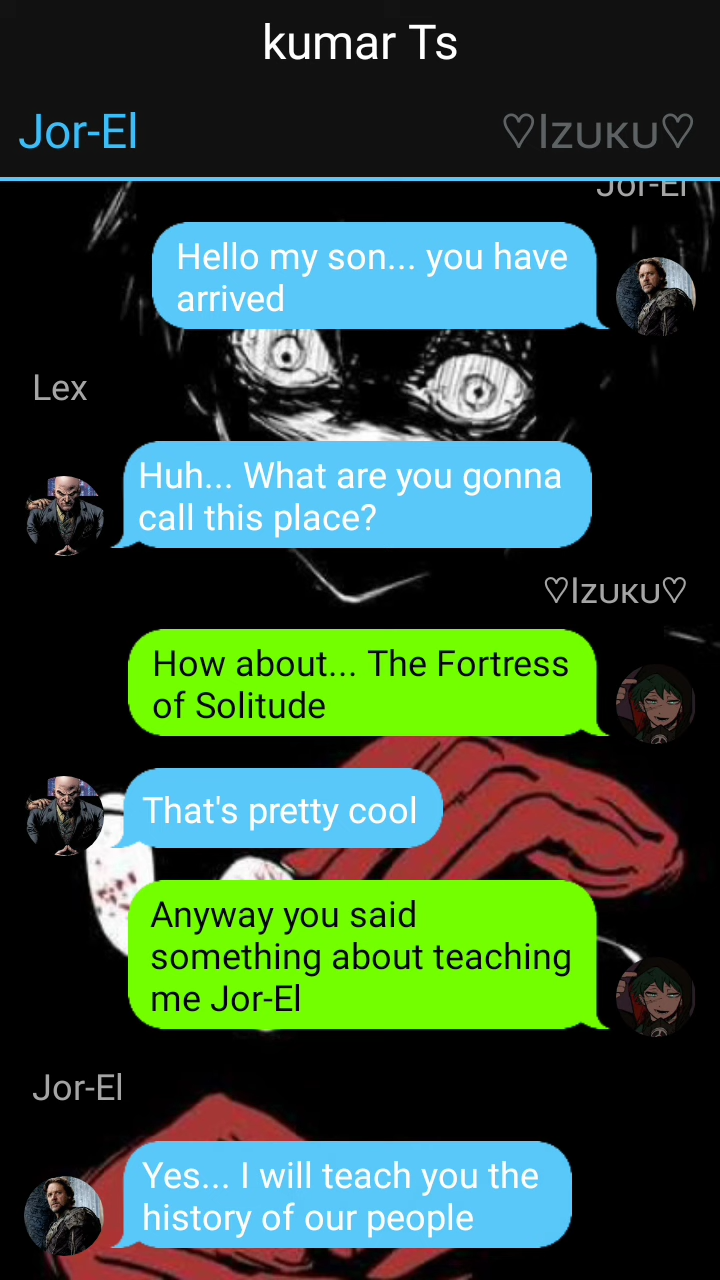 kumar Ts
Jor-El
♡Izuku♡
Jor-El
Hello my son... you have
arrived
Lex
Huh... What are you gonna
call this place?
♡Izuku♡
How about... The Fortress
of Solitude
That's pretty cool
Anyway you said
something about teaching
me Jor-El
Jor-El
Yes... I will teach you the
history of our people